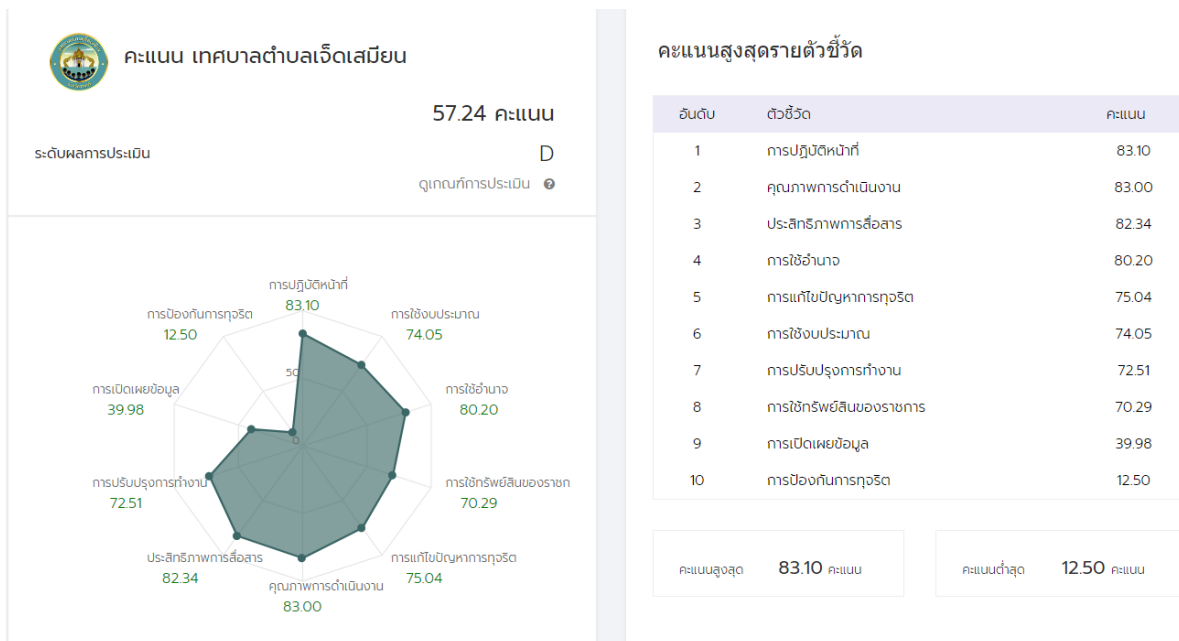 คะแนน เทศบาลตำบลเจ็ดเสมียน
57.24 คะแนน
ระดับผลการประเมิน D
ดูเกณฑ์การประเมิน
การปฏิบัติหน้าที่
83.10
การป้องกันการทุจริต
12.50
การใช้งบประมาณ
74.05
50
การเปิดเผยข้อมูล
39.98
การใช้อำนาจ
80.20
0
การปรับปรุงการทำงาน
72.51
การใช้ทรัพย์สินของราชก
70.29
ประสิทธิภาพการสื่อสาร
82.34
การแก้ไขปัญหาการทุจริต
75.04
คุณภาพการดำเนินงาน
83.00
คะแนนสูงสุดรายตัวชี้วัด
อันดับ ตัวชี้วัด คะแนน
1 การปฏิบัติหน้าที่ 83.10
2 คุณภาพการดำเนินงาน 83.00
3 ประสิทธิภาพการสื่อสาร 82.34
4 การใช้อำนาจ 80.20
5 การแก้ไขปัญหาการทุจริต 75.04
6 การใช้งบประมาณ 74.05
7 การปรับปรุงการทำงาน 72.51
8 การใช้ทรัพย์สินของราชการ 70.29
9 การเปิดเผยข้อมูล 39.98
10 การป้องกันการทุจริต 12.50
คะแนนสูงสุด 83.10 คะแนน
คะแนนต่ำสุด 12.50 คะแนน